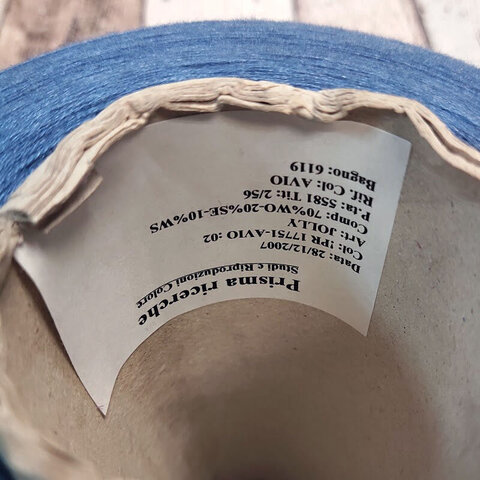 Prisma ricerche
Studi e Riproduzioni Colore
Data: 28/12/2007
Col: !PR 17751-AVIO :02
Art: JOLLY
Comp: 70%WO-20%SE-10%WS
P.ta: 5581 Tit: 2/56
Rif. Col: AVIO
Bagno: 6119